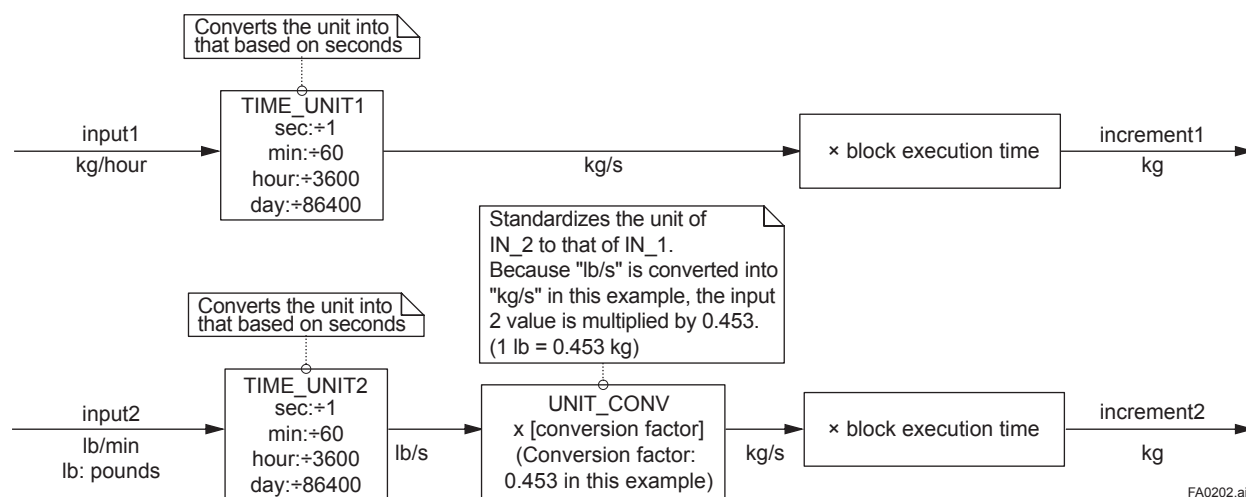 Converts the unit into
that based on seconds
TIME_UNIT1
sec:÷1
min:÷60
hour:÷3600
day:÷86400
input1
kg/hour
kg/s
× block execution time
increment1
kg
Standardizes the unit of
IN_2 to that of IN_1.
Because "lb/s" is converted into
"kg/s" in this example, the input
2 value is multiplied by 0.453.
(1 lb = 0.453 kg)
Converts the unit into
that based on seconds
TIME_UNIT2
sec:÷1
min:÷60
hour:÷3600
day:÷86400
input2
lb/min
lb: pounds
lb/s
UNIT_CONV
x [conversion factor]
(Conversion factor:
0.453 in this example)
kg/s
× block execution time
increment2
kg
FA0202.ai